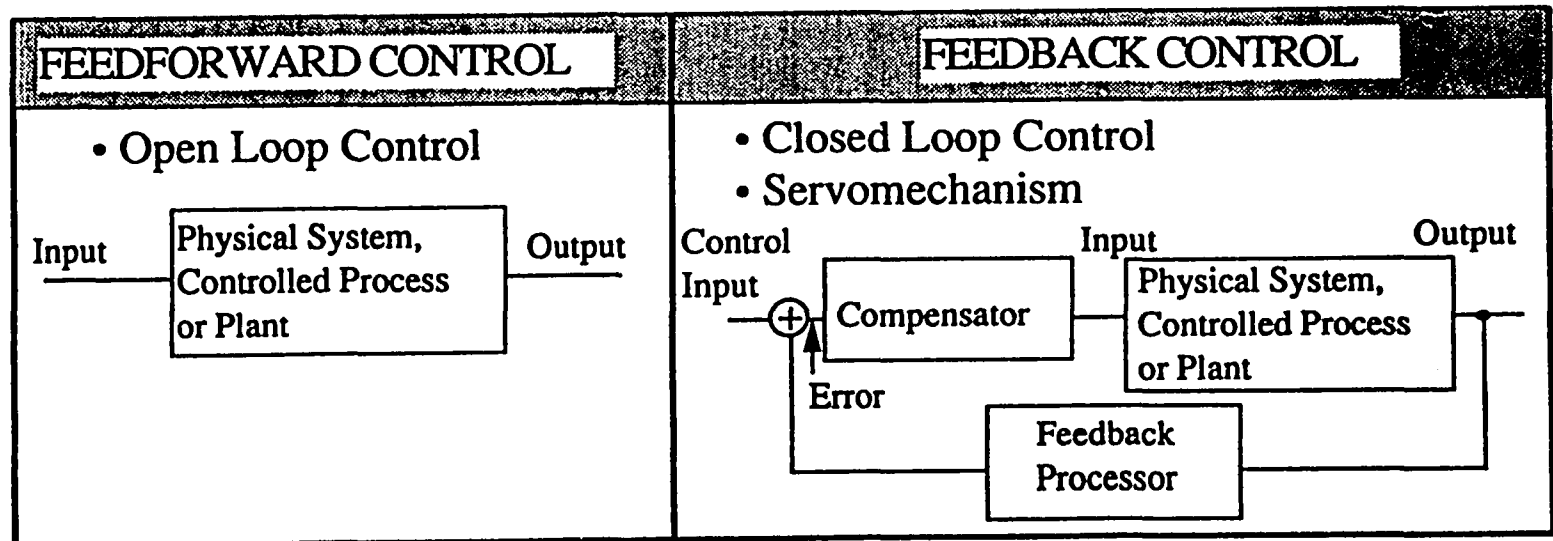 FEEDFORWARD CONTROL
• Open Loop Control
Input
Physical System,
Controlled Process
or Plant
Output
FEEDBACK CONTROL
• Closed Loop Control
• Servomechanism
Control
Input
+
Error
Compensator
Input
Physical System,
Controlled Process
or Plant
Output
Feedback
Processor